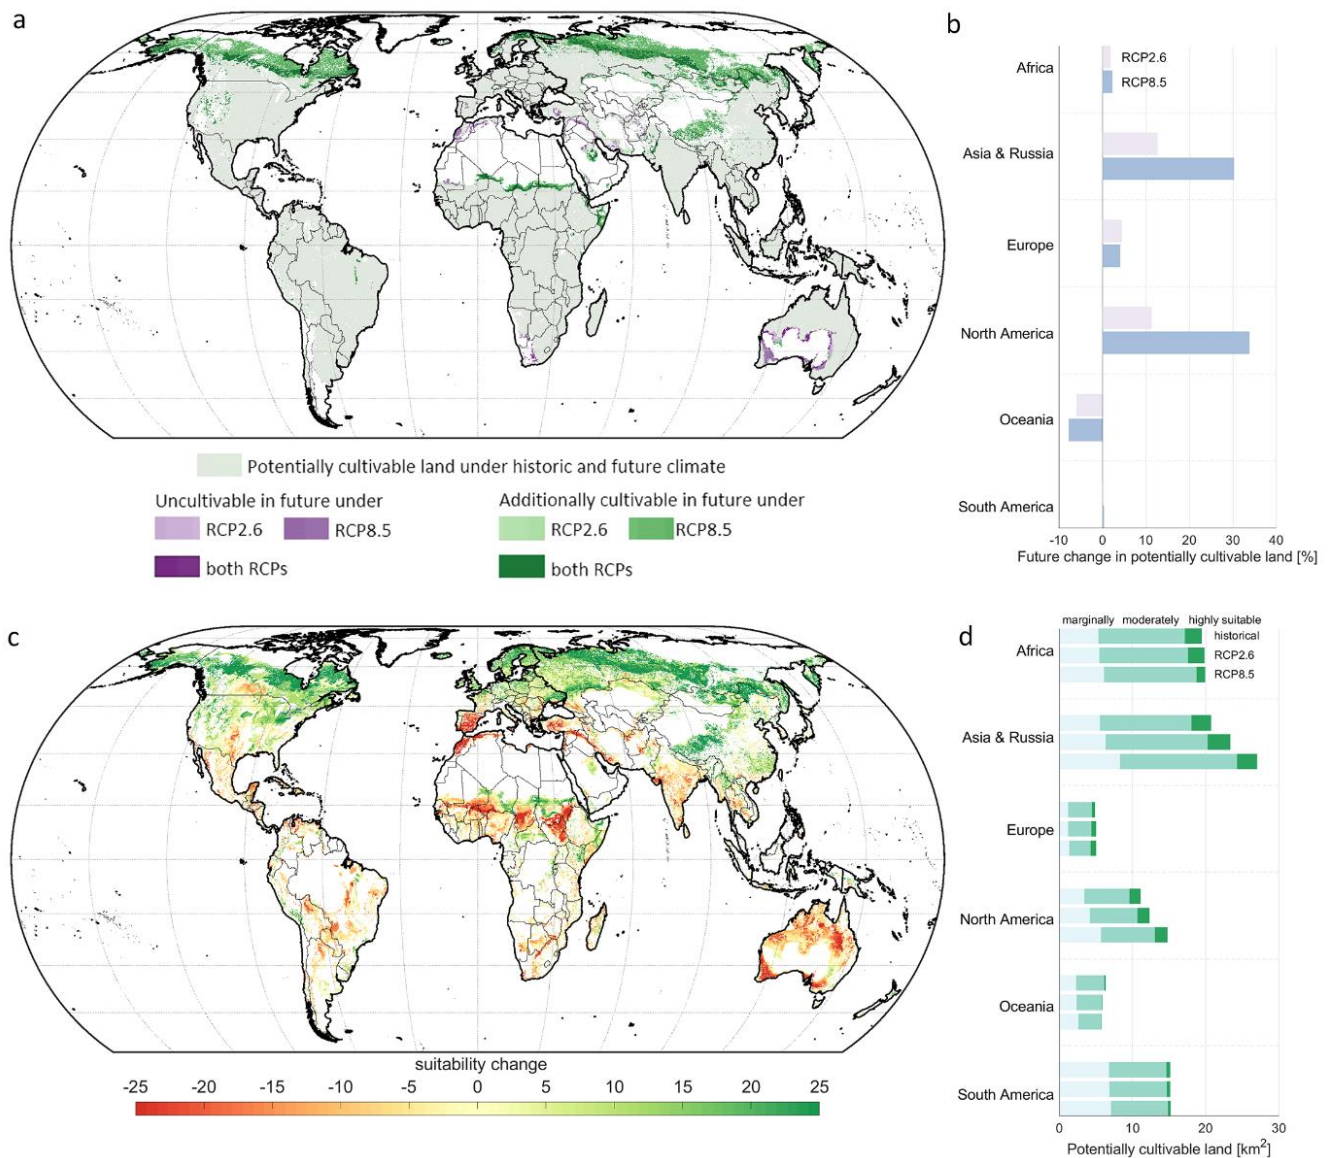 a
Potentially cultivable land under historic and future climate
Uncultivable in future under
RCP2.6
RCP8.5
both RCPs
Additionally cultivable in future under
RCP2.6
RCP8.5
both RCPs
b
Africa
RCP2.6
RCP8.5
Asia & Russia
Europe
North America
Oceania
South America
-10 0 10 20 30 40
Future change in potentially cultivable land [%]
c
suitability change
-25 -20 -15 -10 -5 0 5 10 15 20 25
d
marginally moderately highly suitable
historical
Africa
RCP2.6
RCP8.5
Asia & Russia
Europe
North America
Oceania
South America
0 10 20 30
Potentially cultivable land [km²]